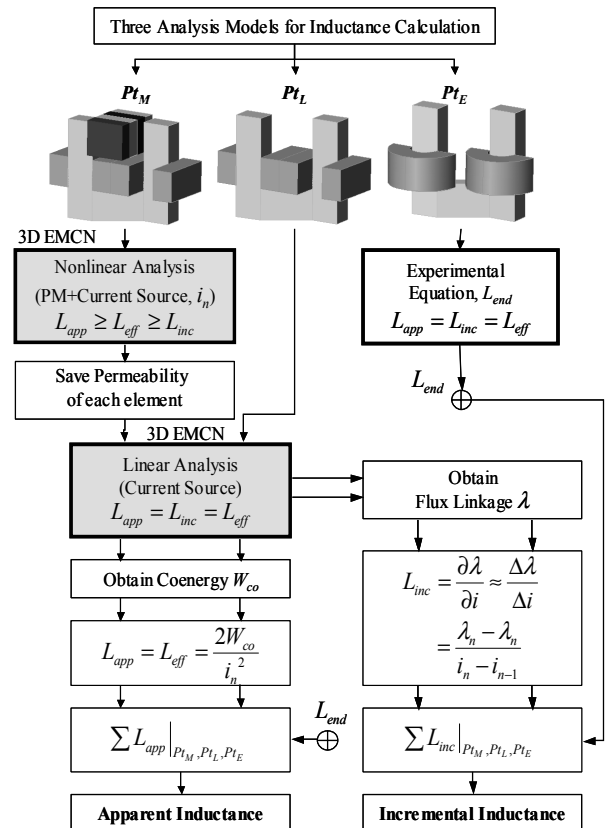 Three Analysis Models for Inductance Calculation
Pt_M
Pt_L
Pt_E
3D EMCN
Nonlinear Analysis
(PM+Current Source, i_n)
L_app ≥ L_eff ≥ L_inc
Experimental
Equation, L_end
L_app = L_inc = L_eff
Save Permeability
of each element
L_end
3D EMCN
Linear Analysis
(Current Source)
L_app = L_inc = L_eff
Obtain
Flux Linkage λ
Obtain Coenergy W_co
L_inc = ∂λ/∂i ≈ Δλ/Δi
= (λ_n − λ_n)/(i_n − i_{n−1})
L_app = L_eff = 2W_co/i_n²
∑ L_app|Pt_M, Pt_L, Pt_E
L_end
∑ L_inc|Pt_M, Pt_L, Pt_E
Apparent Inductance
Incremental Inductance